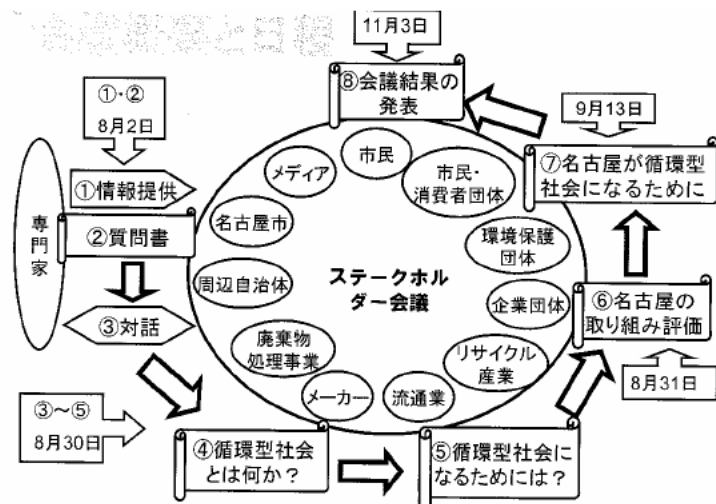 11月3日
⑧会議結果の
発表
①・②
8月2日
9月13日
①情報提供
②質問書
③対話
専門家
⑦名古屋が循環型
社会になるために
市民
メディア
市民・
消費者団体
名古屋市
環境保護
団体
周辺自治体
ステークホル
ダー会議
企業団体
廃棄物
処理事業
リサイクル
産業
メーカー
流通業
⑥名古屋の
取り組み評価
8月31日
③～⑤
8月30日
④循環型社会
とは何か？
⑤循環型社会に
なるためには？